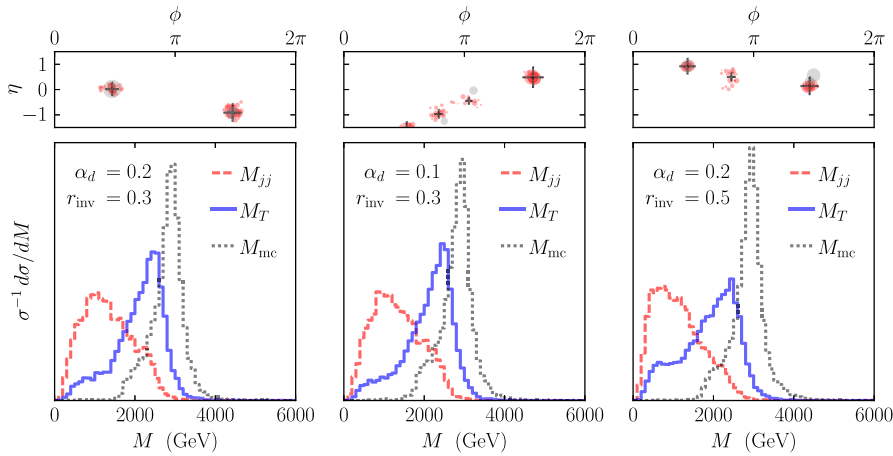 ϕ ϕ ϕ
0 π 2π 0 π 2π 0 π 2π
η 1 0 −1
α_d = 0.2 M_jj α_d = 0.1 M_jj α_d = 0.2 M_jj
r_inv = 0.3 M_T r_inv = 0.3 M_T r_inv = 0.5 M_T
M_mc M_mc M_mc
σ^−1 dσ/dM
0 2000 4000 6000 0 2000 4000 6000 0 2000 4000 6000
M (GeV) M (GeV) M (GeV)